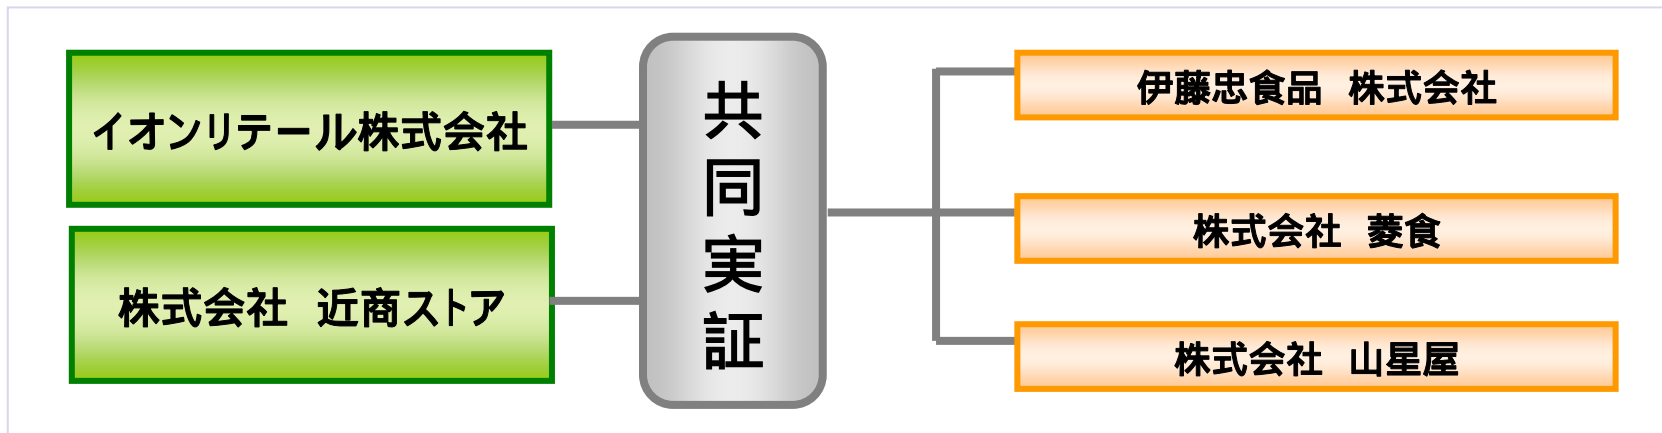 イオンリテール株式会社
株式会社　近商ストア
共同実証
伊藤忠食品　株式会社
株式会社　菱食
株式会社　山星屋